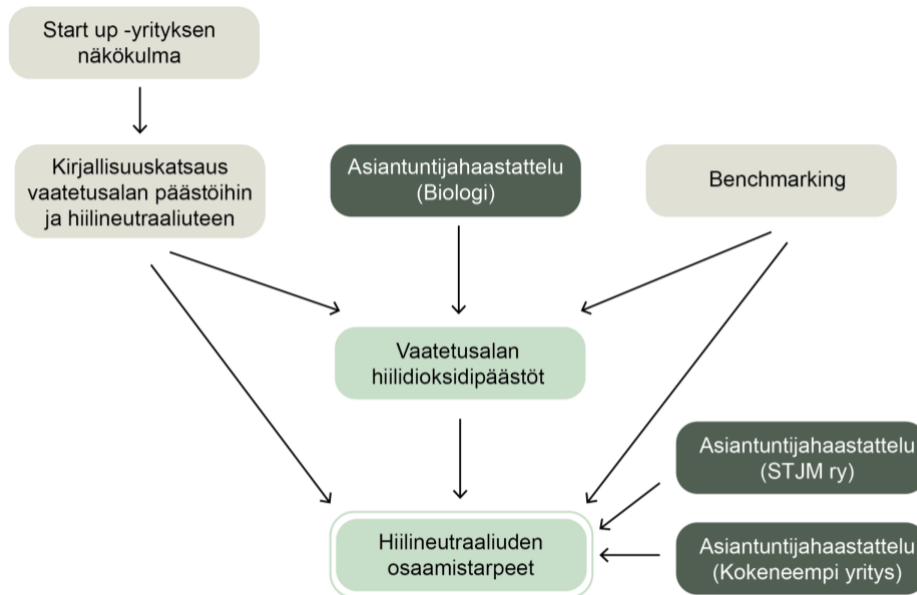 Start up -yrityksen
näkökulma
Kirjallisuuskatsaus
vaatetusalan päästöihin
ja hiilineutraaliuteen
Asiantuntijahaastattelu
(Biologi)
Benchmarking
Vaatetusalan
hiilidioksidipäästöt
Asiantuntijahaastattelu
(STJM ry)
Hiilineutraaliuden
osaamistarpeet
Asiantuntijahaastattelu
(Kokeneempi yritys)